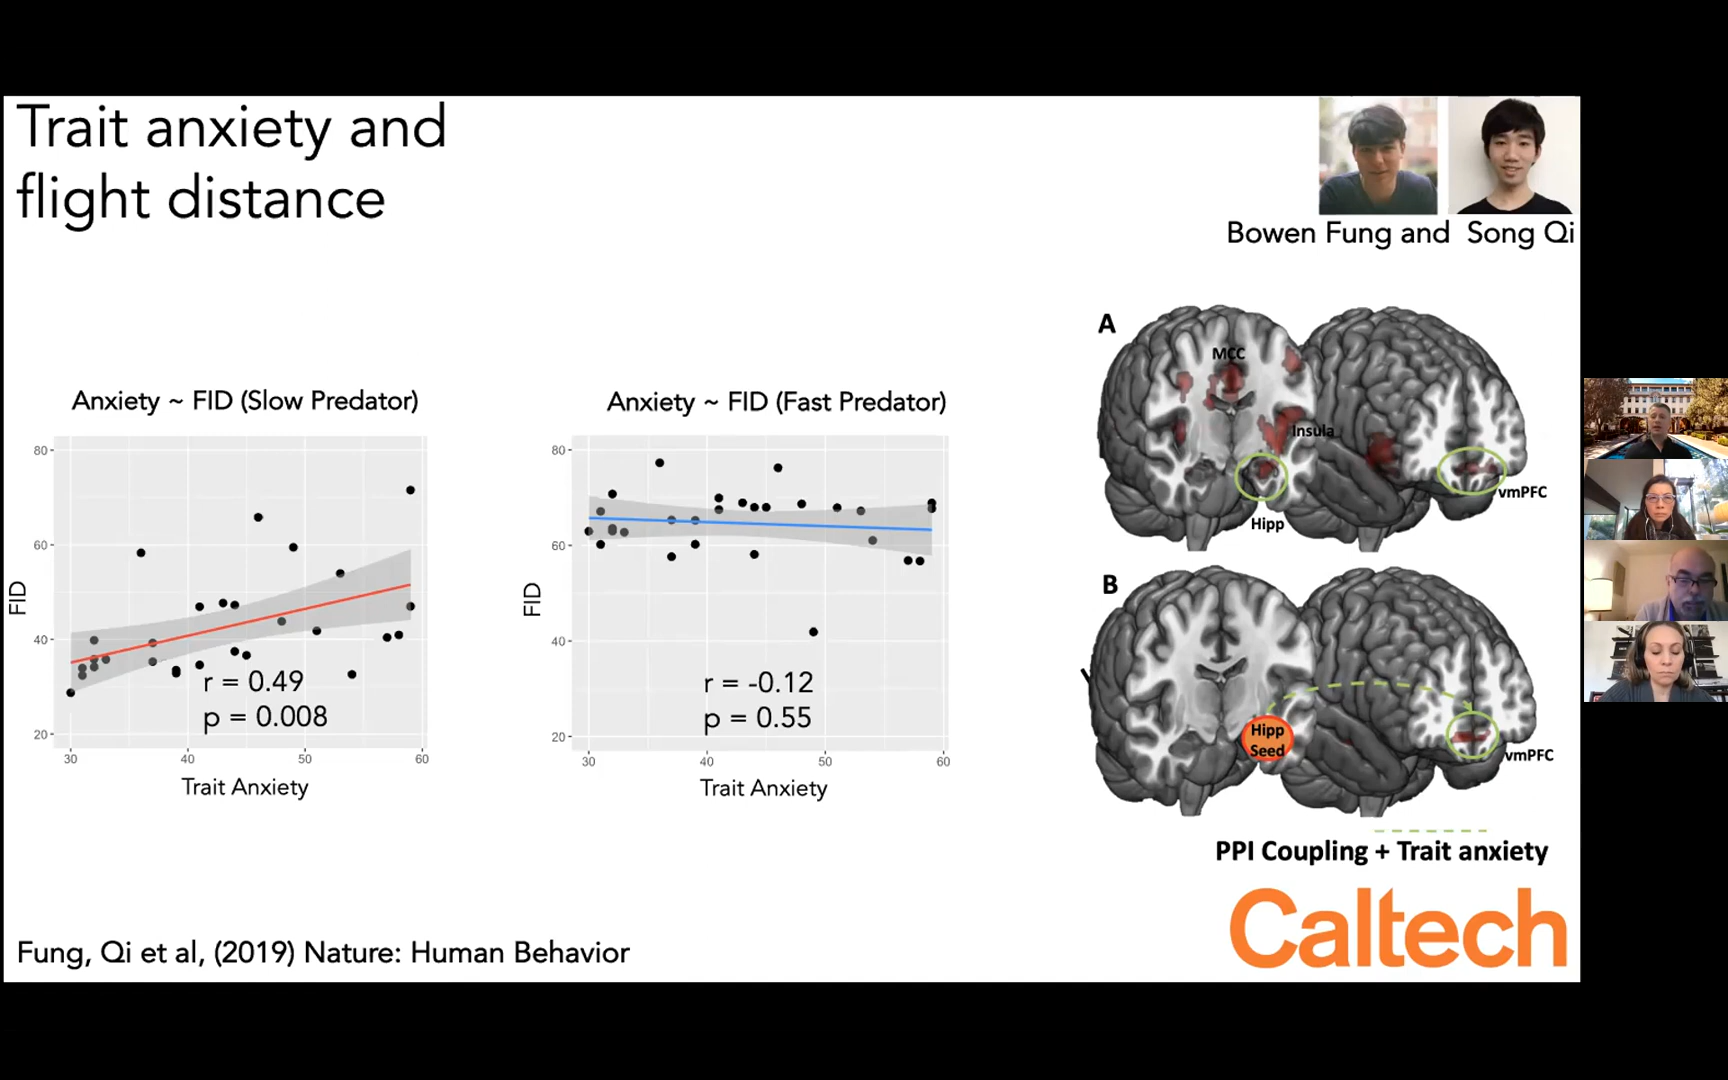 Trait anxiety and
flight distance
Bowen Fung and Song Qi
Anxiety ~ FID (Slow Predator)
80
60
40
20
FID
r = 0.49
p = 0.008
30 40 50 60
Trait Anxiety
Anxiety ~ FID (Fast Predator)
80
60
40
20
FID
r = -0.12
p = 0.55
30 40 50 60
Trait Anxiety
A
MCC
Insula
Hipp
vmPFC
B
Hipp
Seed
vmPFC
PPI Coupling + Trait anxiety
Caltech
Fung, Qi et al, (2019) Nature: Human Behavior